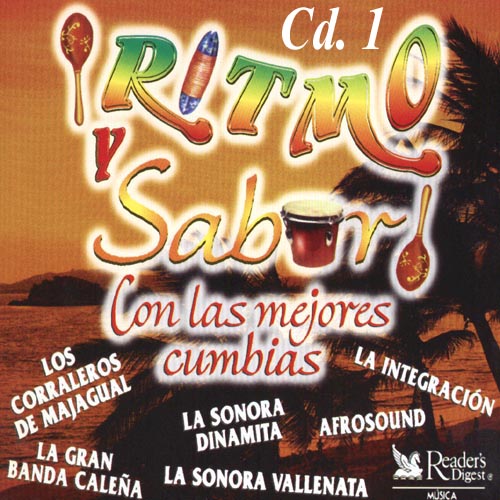 Cd. 1
¡RITMO
y
Sabor!
Con las mejores
cumbias
LOS
CORRALEROS
DE MAJAGUAL
LA INTEGRACIÓN
LA SONORA
DINAMITA
AFROSOUND
LA GRAN
BANDA CALEÑA
LA SONORA VALLENATA
Reader's
Digest®
MÚSICA